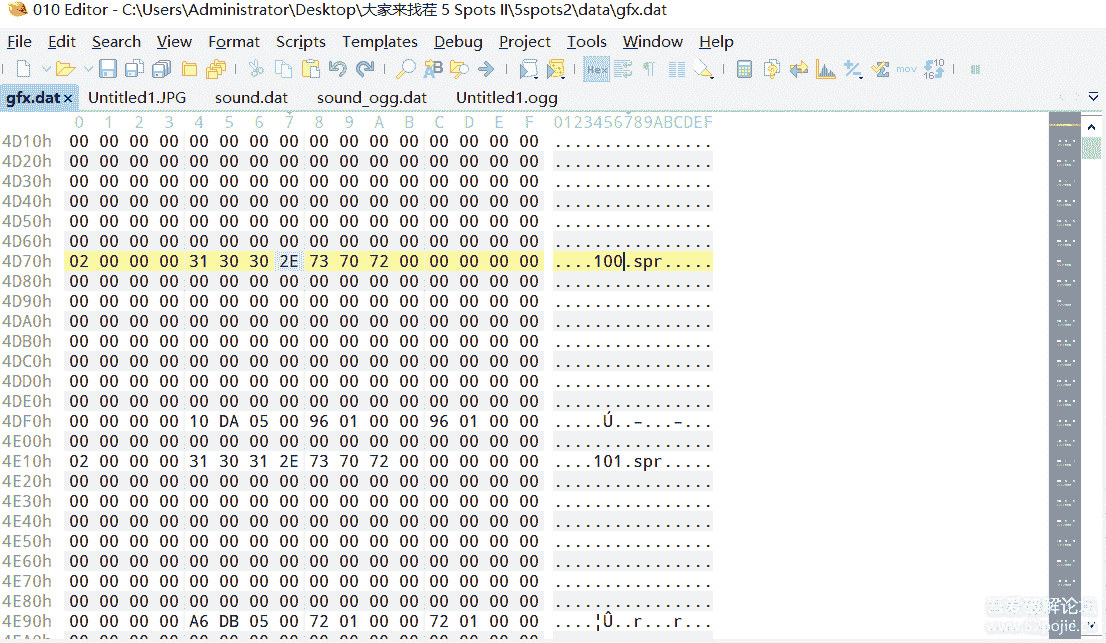 010 Editor - C:\Users\Administrator\Desktop\大家来找茬 5 Spots II\5spots2\data\gfx.dat
File Edit Search View Format Scripts Templates Debug Project Tools Window Help
Hex mov 10 16
gfx.dat× Untitled1.JPG sound.dat sound_ogg.dat Untitled1.ogg
0 1 2 3 4 5 6 7 8 9 A B C D E F 0123456789ABCDEF
4D10h 00 00 00 00 00 00 00 00 00 00 00 00 00 00 00 00 ................
4D20h 00 00 00 00 00 00 00 00 00 00 00 00 00 00 00 00 ................
4D30h 00 00 00 00 00 00 00 00 00 00 00 00 00 00 00 00 ................
4D40h 00 00 00 00 00 00 00 00 00 00 00 00 00 00 00 00 ................
4D50h 00 00 00 00 00 00 00 00 00 00 00 00 00 00 00 00 ................
4D60h 00 00 00 00 00 00 00 00 00 00 00 00 00 00 00 00 ................
4D70h 02 00 00 00 31 30 30 2E 73 70 72 00 00 00 00 00 ....100.spr.....
4D80h 00 00 00 00 00 00 00 00 00 00 00 00 00 00 00 00 ................
4D90h 00 00 00 00 00 00 00 00 00 00 00 00 00 00 00 00 ................
4DA0h 00 00 00 00 00 00 00 00 00 00 00 00 00 00 00 00 ................
4DB0h 00 00 00 00 00 00 00 00 00 00 00 00 00 00 00 00 ................
4DC0h 00 00 00 00 00 00 00 00 00 00 00 00 00 00 00 00 ................
4DD0h 00 00 00 00 00 00 00 00 00 00 00 00 00 00 00 00 ................
4DE0h 00 00 00 00 00 00 00 00 00 00 00 00 00 00 00 00 ................
4DF0h 00 00 00 00 10 DA 05 00 96 01 00 00 96 01 00 00 .....Ú..–...–...
4E00h 00 00 00 00 00 00 00 00 00 00 00 00 00 00 00 00 ................
4E10h 02 00 00 00 31 30 31 2E 73 70 72 00 00 00 00 00 ....101.spr.....
4E20h 00 00 00 00 00 00 00 00 00 00 00 00 00 00 00 00 ................
4E30h 00 00 00 00 00 00 00 00 00 00 00 00 00 00 00 00 ................
4E40h 00 00 00 00 00 00 00 00 00 00 00 00 00 00 00 00 ................
4E50h 00 00 00 00 00 00 00 00 00 00 00 00 00 00 00 00 ................
4E60h 00 00 00 00 00 00 00 00 00 00 00 00 00 00 00 00 ................
4E70h 00 00 00 00 00 00 00 00 00 00 00 00 00 00 00 00 ................
4E80h 00 00 00 00 00 00 00 00 00 00 00 00 00 00 00 00 ................
4E90h 00 00 00 00 A6 DB 05 00 72 01 00 00 72 01 00 00 ....¦Û..r...r...
吾爱破解论坛
www.52pojie.cn